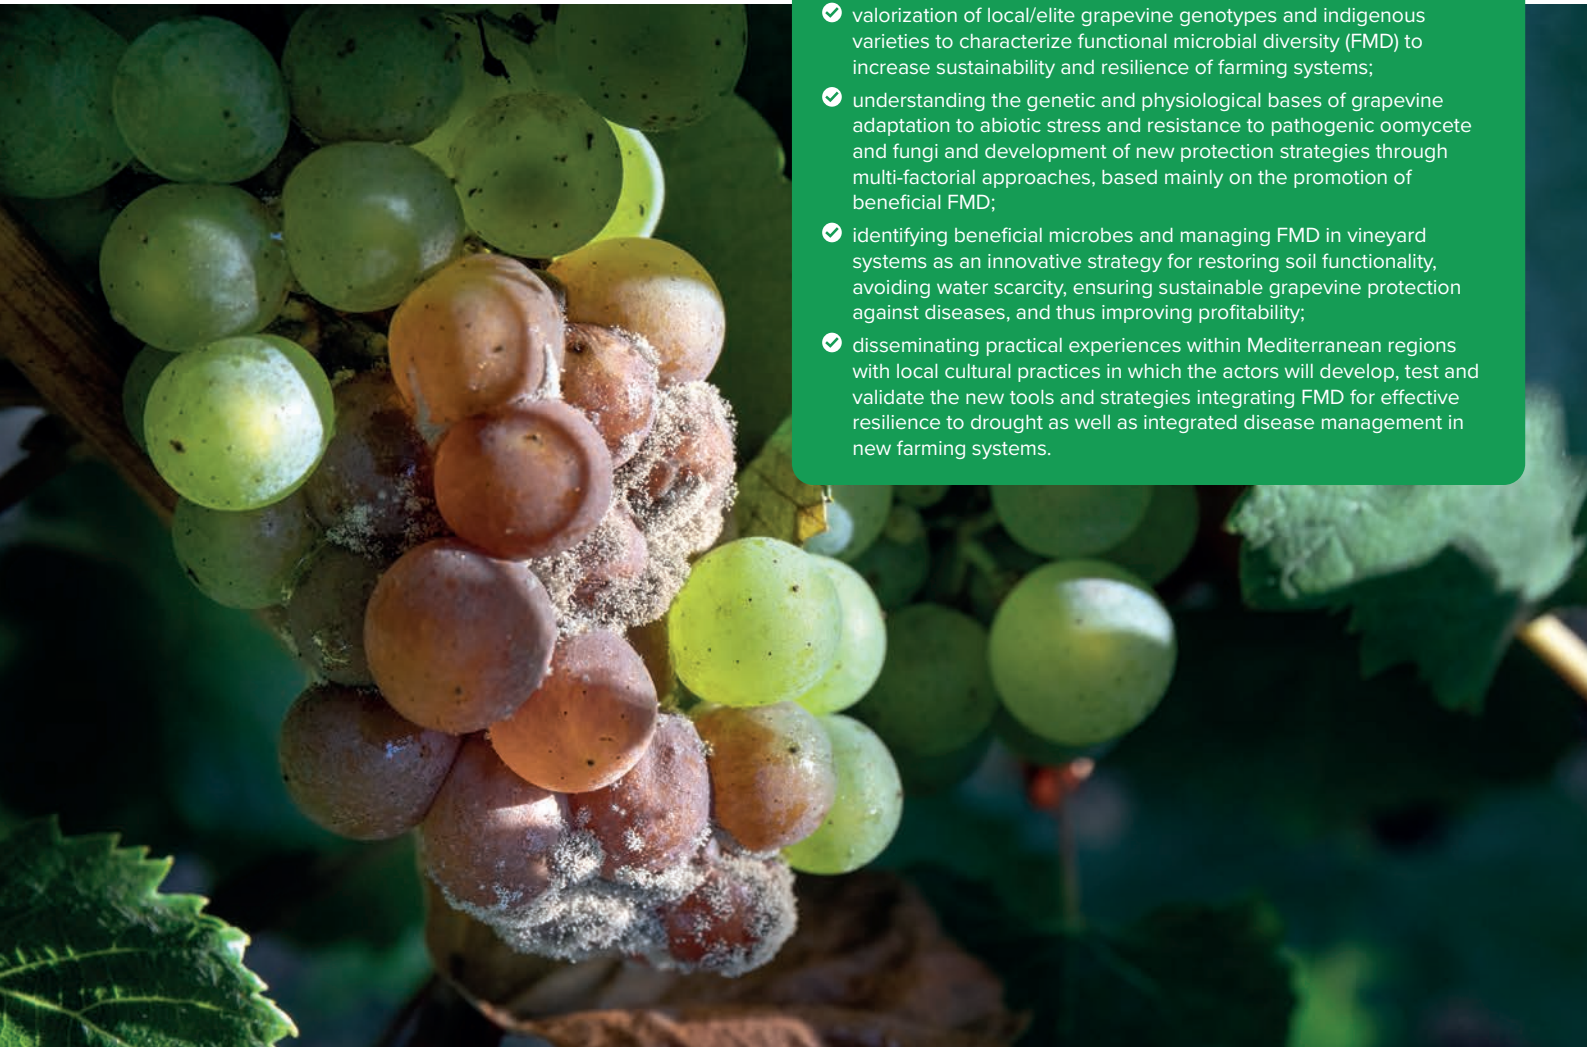 valorization of local/elite grapevine genotypes and indigenous
varieties to characterize functional microbial diversity (FMD) to
increase sustainability and resilience of farming systems;
understanding the genetic and physiological bases of grapevine
adaptation to abiotic stress and resistance to pathogenic oomycete
and fungi and development of new protection strategies through
multi-factorial approaches, based mainly on the promotion of
beneficial FMD;
identifying beneficial microbes and managing FMD in vineyard
systems as an innovative strategy for restoring soil functionality,
avoiding water scarcity, ensuring sustainable grapevine protection
against diseases, and thus improving profitability;
disseminating practical experiences within Mediterranean regions
with local cultural practices in which the actors will develop, test and
validate the new tools and strategies integrating FMD for effective
resilience to drought as well as integrated disease management in
new farming systems.